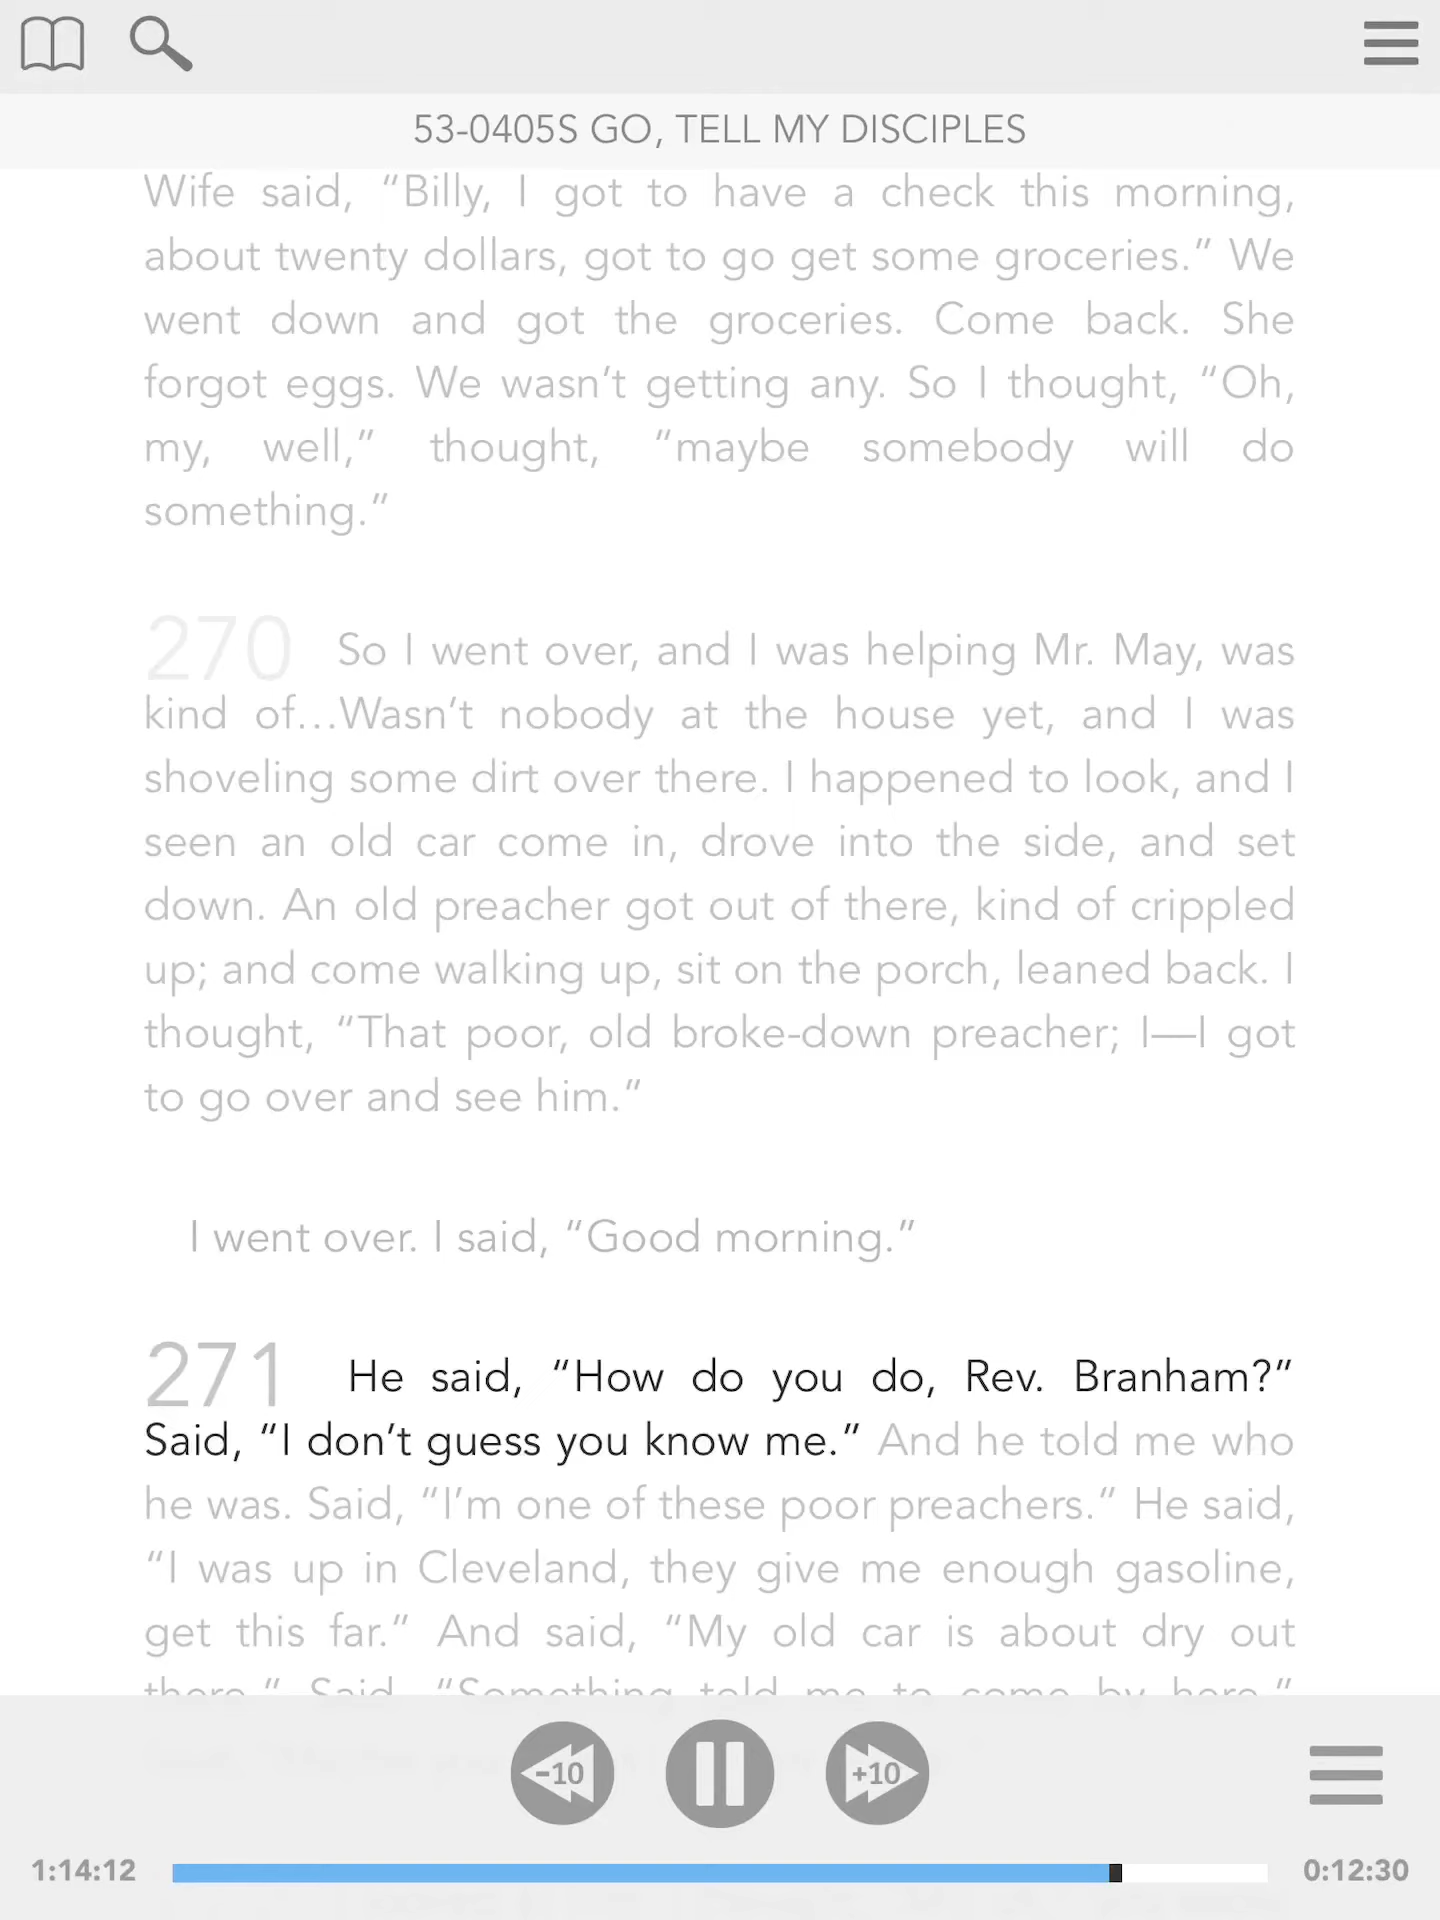 53-0405S GO, TELL MY DISCIPLES
Wife said, “Billy, I got to have a check this morning,
about twenty dollars, got to go get some groceries.” We
went down and got the groceries. Come back. She
forgot eggs. We wasn’t getting any. So I thought, “Oh,
my, well,” thought, “maybe somebody will do
something.”
270 So I went over, and I was helping Mr. May, was
kind of…Wasn’t nobody at the house yet, and I was
shoveling some dirt over there. I happened to look, and I
seen an old car come in, drove into the side, and set
down. An old preacher got out of there, kind of crippled
up; and come walking up, sit on the porch, leaned back. I
thought, “That poor, old broke-down preacher; I—I got
to go over and see him.”
I went over. I said, “Good morning.”
271 He said, “How do you do, Rev. Branham?”
Said, “I don’t guess you know me.” And he told me who
he was. Said, “I’m one of these poor preachers.” He said,
“I was up in Cleveland, they give me enough gasoline,
get this far.” And said, “My old car is about dry out
there.” Said, “Something told me to come by here.”
-10 +10
1:14:12 0:12:30